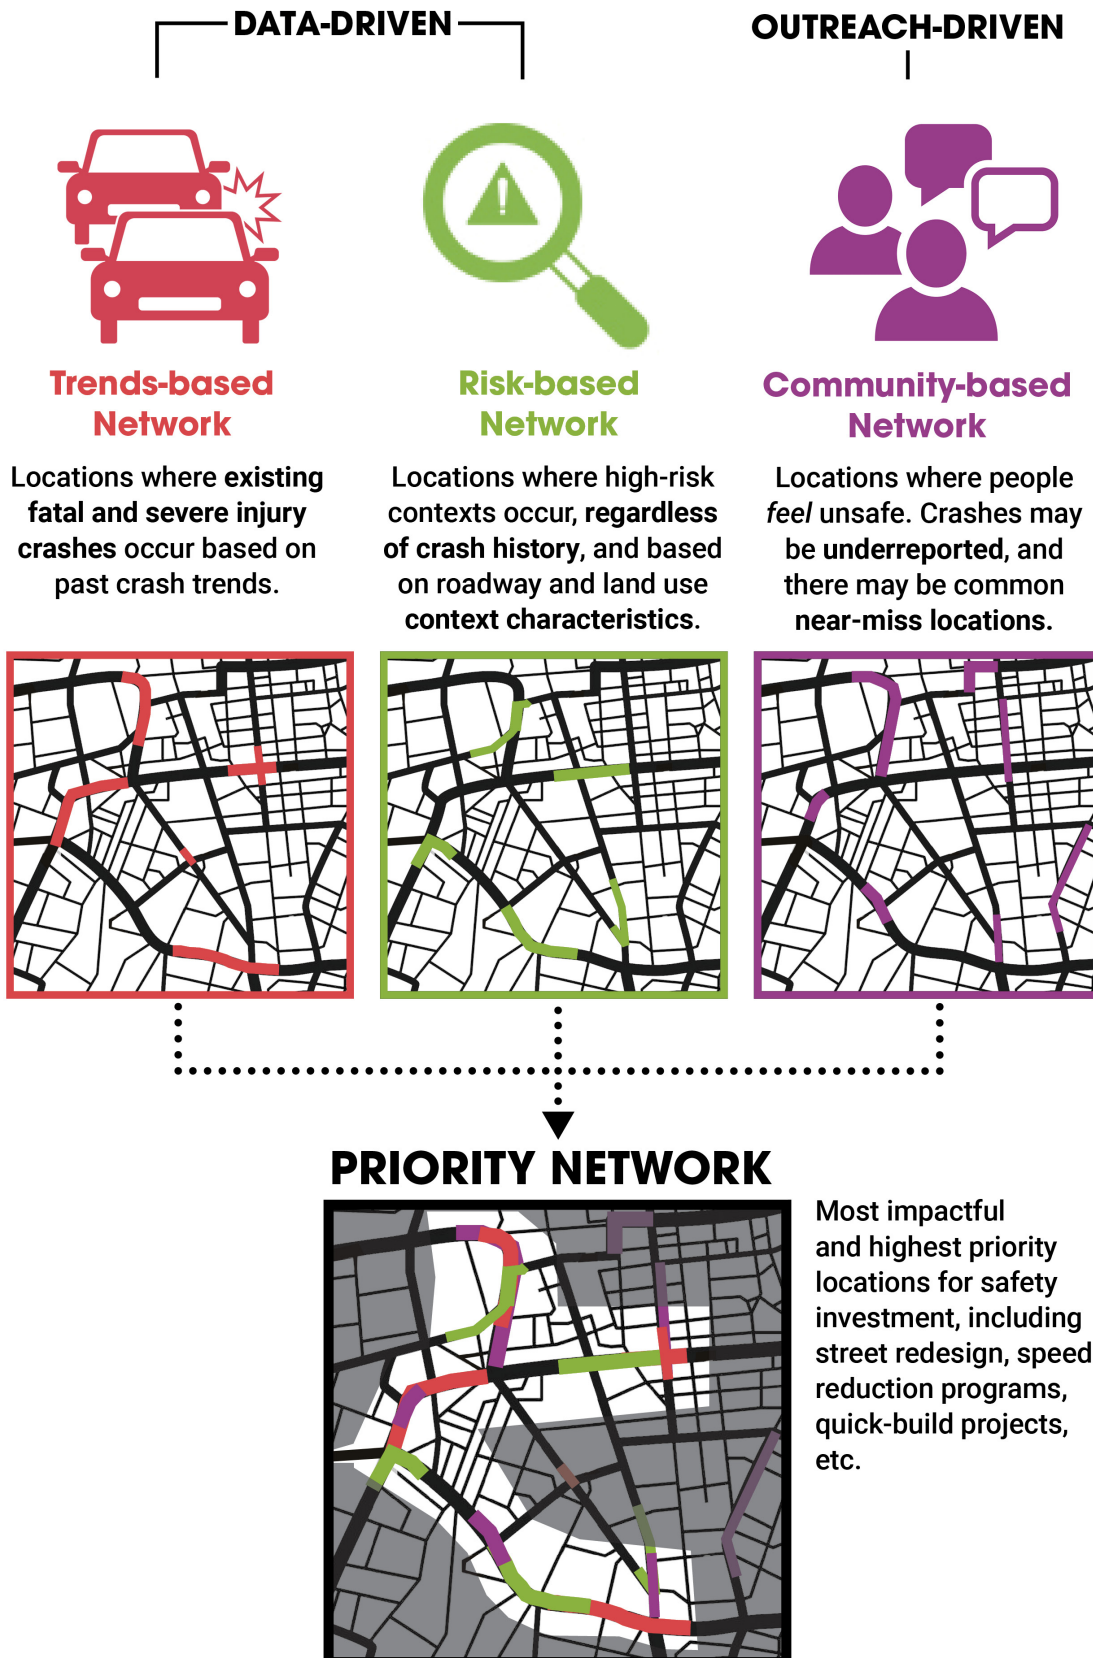 DATA-DRIVEN
OUTREACH-DRIVEN
Trends-based
Network
Locations where existing
fatal and severe injury
crashes occur based on
past crash trends.
Risk-based
Network
Locations where high-risk
contexts occur, regardless
of crash history, and based
on roadway and land use
context characteristics.
Community-based
Network
Locations where people
feel unsafe. Crashes may
be underreported, and
there may be common
near-miss locations.
PRIORITY NETWORK
Most impactful
and highest priority
locations for safety
investment, including
street redesign, speed
reduction programs,
quick-build projects,
etc.